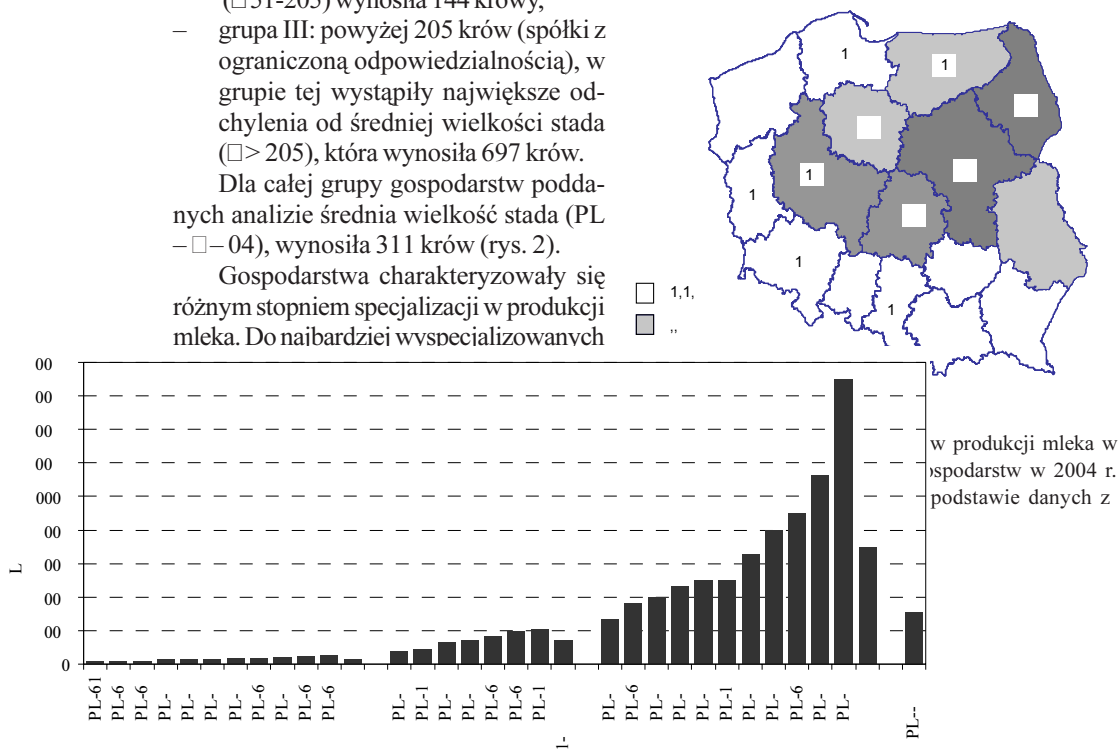 (□ 51-205) wynosiła 144 krowy,
– grupa III: powyżej 205 krów (spółki z
ograniczoną odpowiedzialnością), w
grupie tej wystąpiły największe od-
chylenia od średniej wielkości stada
(□> 205), która wynosiła 697 krów.
Dla całej grupy gospodarstw podda-
nych analizie średnia wielkość stada (PL
– □ – 04), wynosiła 311 krów (rys. 2).
Gospodarstwa charakteryzowały się
różnym stopniem specjalizacji w produkcji
mleka. Do najbardziej wyspecjalizowanych
1
1
1
1
1
1
1,1,
,,
w produkcji mleka w
ospodarstw w 2004 r.
podstawie danych z
00
00
00
00
000
00
00
00
00
0
L
PL-61
PL-6
PL-6
PL-
PL-
PL-
PL-
PL-6
PL-
PL-6
PL-6
PL-
PL-1
PL-
PL-
PL-6
PL-6
PL-1
1-
PL-
PL-6
PL-
PL-
PL-
PL-1
PL-
PL-
PL-6
PL-
PL-
PL--